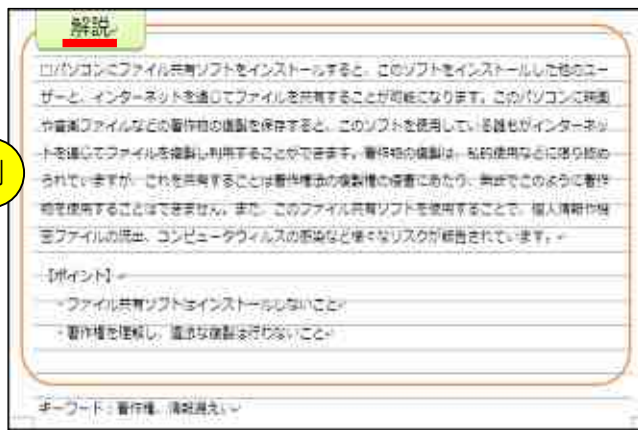 解説
□パソコンにファイル共有ソフトをインストールすると、このソフトをインストールした他のユー
ザーと、インターネットを通じてファイルを共有することが可能になります。このパソコンに映画
や音楽ファイルなどの著作物の複製を保存すると、このソフトを使用している誰もがインターネッ
トを通じてファイルを複製し利用することができます。著作物の複製は、私的使用などに限り認め
られていますが、これを共有することは著作権法の複製権の侵害にあたり、無断でこのように著作
物を使用することはできません。また、このファイル共有ソフトを使用することで、個人情報や機
密ファイルの流出、コンピュータウィルスの感染など様々なリスクが報告されています。
【ポイント】
・ファイル共有ソフトはインストールしないこと
・著作権を理解し、違法な複製は行わないこと
キーワード：著作権、情報漏えい